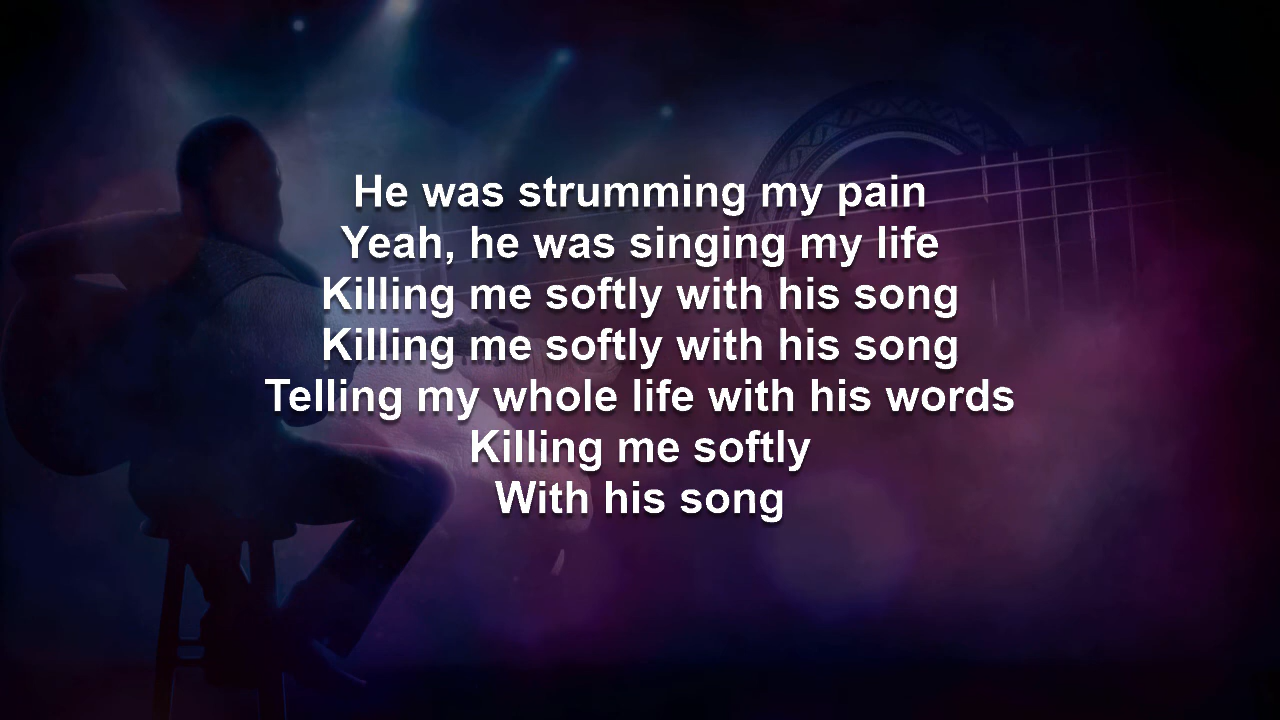 He was strumming my pain
Yeah, he was singing my life
Killing me softly with his song
Killing me softly with his song
Telling my whole life with his words
Killing me softly
With his song